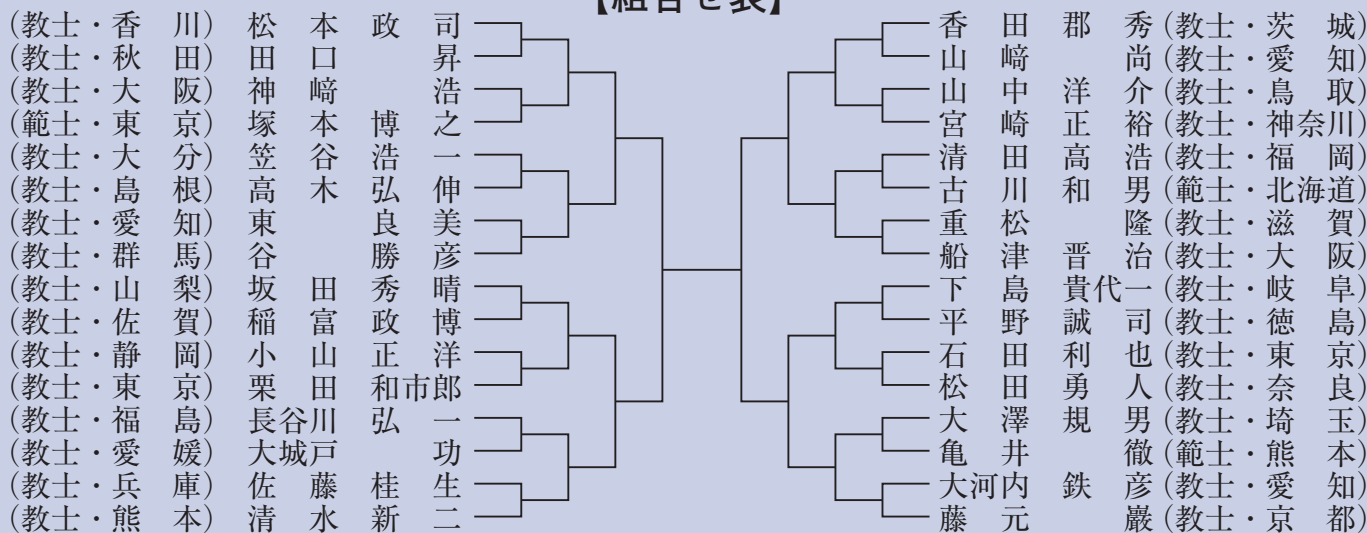 【組合せ表】
(教士・香川) 松本政司
(教士・秋田) 田口昇
(教士・大阪) 神﨑浩
(範士・東京) 塚本博之
(教士・大分) 笠谷浩一
(教士・島根) 高木弘伸
(教士・愛知) 東良美
(教士・群馬) 谷勝彦
(教士・山梨) 坂田秀晴
(教士・佐賀) 稲富政博
(教士・静岡) 小山正洋
(教士・東京) 栗田和市郎
(教士・福島) 長谷川弘一
(教士・愛媛) 大城戸功
(教士・兵庫) 佐藤桂生
(教士・熊本) 清水新二
香田郡秀 (教士・茨城)
山﨑尚 (教士・愛知)
山中洋介 (教士・鳥取)
宮崎正裕 (教士・神奈川)
清田高浩 (教士・福岡)
古川和男 (範士・北海道)
重松隆 (教士・滋賀)
船津晋治 (教士・大阪)
下島貴代一 (教士・岐阜)
平野誠司 (教士・徳島)
石田利也 (教士・東京)
松田勇人 (教士・奈良)
大澤規男 (教士・埼玉)
亀井徹 (範士・熊本)
大河内鉄彦 (教士・愛知)
藤元巌 (教士・京都)